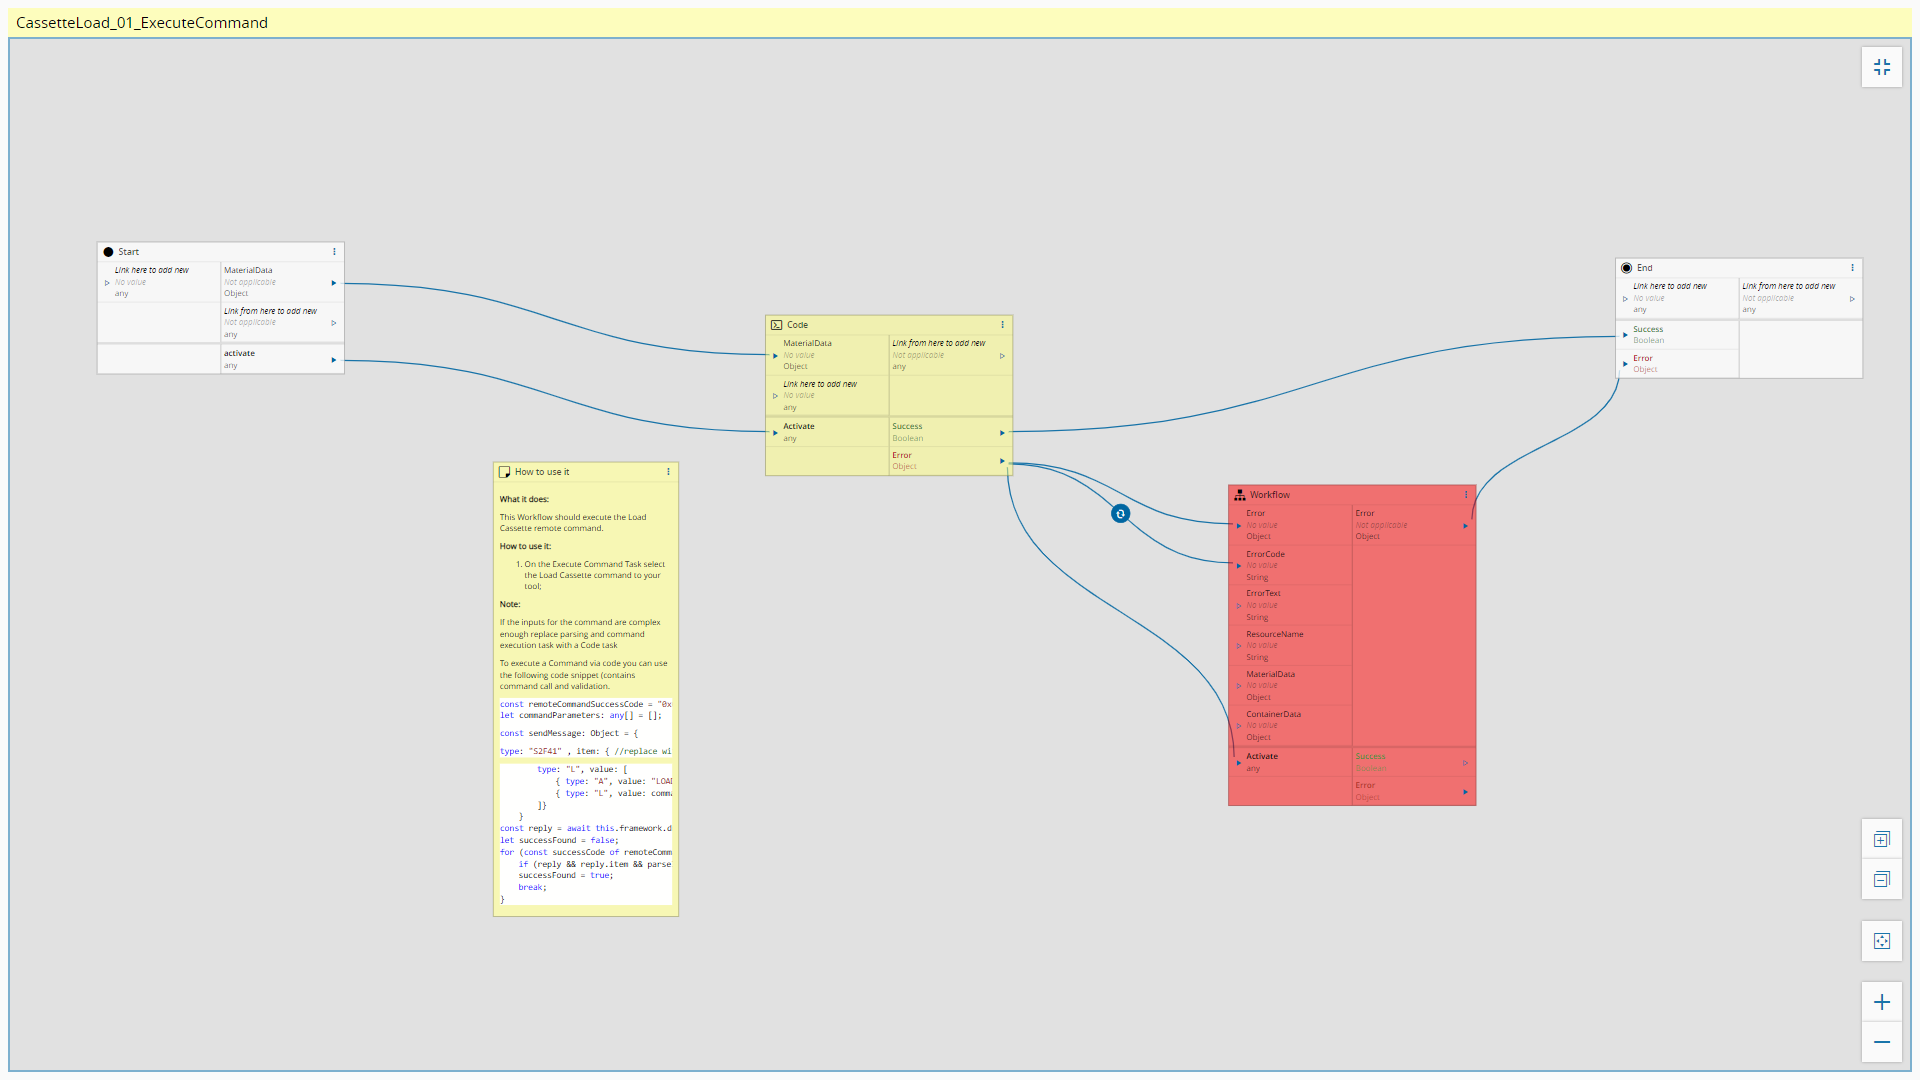 CassetteLoad_01_ExecuteCommand
Start
Link here to add new
No value
any
MaterialData
Not applicable
Object
Link from here to add new
Not applicable
any
activate
any
Code
MaterialData
No value
Object
Link from here to add new
Not applicable
any
Link here to add new
No value
any
Activate
any
Success
Boolean
Error
Object
End
Link here to add new
No value
any
Link from here to add new
Not applicable
any
Success
Boolean
Error
Object
How to use it
What it does:
This Workflow should execute the Load
Cassette remote command.
How to use it:
1. On the Execute Command Task select
the Load Cassette command to your
tool;
Note:
If the inputs for the command are complex
enough replace parsing and command
execution task with a Code task
To execute a Command via code you can use
the following code snippet (contains
command call and validation.
const remoteCommandSuccessCode = "0x
let commandParameters: any[] = [];
const sendMessage: Object = {
type: "S2F41" , item: { //replace wi
type: "L", value: [
{ type: "A", value: "LOAD
{ type: "L", value: comma
]}
}
const reply = await this.framework.d
let successFound = false;
for (const successCode of remoteComm
if (reply && reply.item && parse
successFound = true;
break;
}
Workflow
Error
No value
Object
Error
Not applicable
Object
ErrorCode
No value
String
ErrorText
No value
String
ResourceName
No value
String
MaterialData
No value
Object
ContainerData
No value
Object
Activate
any
Success
Boolean
Error
Object